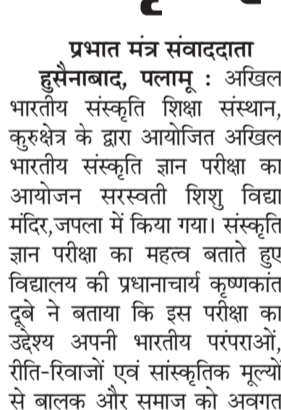 प्रभात मंत्र संवाददाता
हुसैनाबाद, पलामू : अखिल
भारतीय संस्कृति शिक्षा संस्थान,
कुरुक्षेत्र के द्वारा आयोजित अखिल
भारतीय संस्कृति ज्ञान परीक्षा का
आयोजन सरस्वती शिशु विद्या
मंदिर,जपला में किया गया। संस्कृति
ज्ञान परीक्षा का महत्व बताते हुए
विद्यालय की प्रधानाचार्य कृष्णकांत
दूबे ने बताया कि इस परीक्षा का
उद्देश्य अपनी भारतीय परंपराओं,
रीति-रिवाजों एवं सांस्कृतिक मूल्यों
से बालक और समाज को अवगत